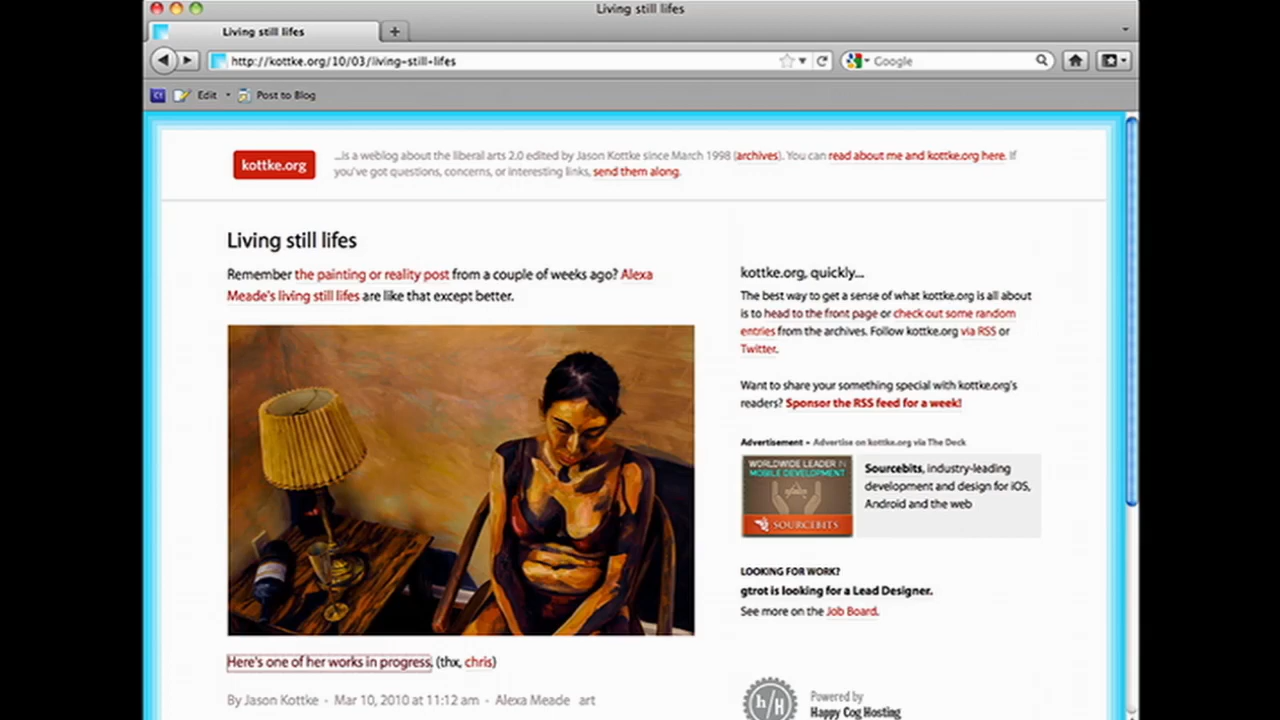 Living still lifes
Living still lifes
http://kottke.org/10/03/living-still-lifes
Google
Edit
Post to Blog
kottke.org
...is a weblog about the liberal arts 2.0 edited by Jason Kottke since March 1998 (archives). You can read about me and kottke.org here. If
you've got questions, concerns, or interesting links, send them along.
Living still lifes
Remember the painting or reality post from a couple of weeks ago? Alexa
Meade's living still lifes are like that except better.
Here's one of her works in progress. (thx, chris)
By Jason Kottke - Mar 10, 2010 at 11:12 am - Alexa Meade art
kottke.org, quickly...
The best way to get a sense of what kottke.org is all about
is to head to the front page or check out some random
entries from the archives. Follow kottke.org via RSS or
Twitter.
Want to share your something special with kottke.org's
readers? Sponsor the RSS feed for a week!
Advertisement - Advertise on kottke.org via The Deck
WORLDWIDE LEADER IN
MOBILE DEVELOPMENT
SOURCEBITS
Sourcebits, industry-leading
development and design for iOS,
Android and the web
LOOKING FOR WORK?
gtrot is looking for a Lead Designer.
See more on the Job Board.
h/H
Powered by
Happy Cog Hosting